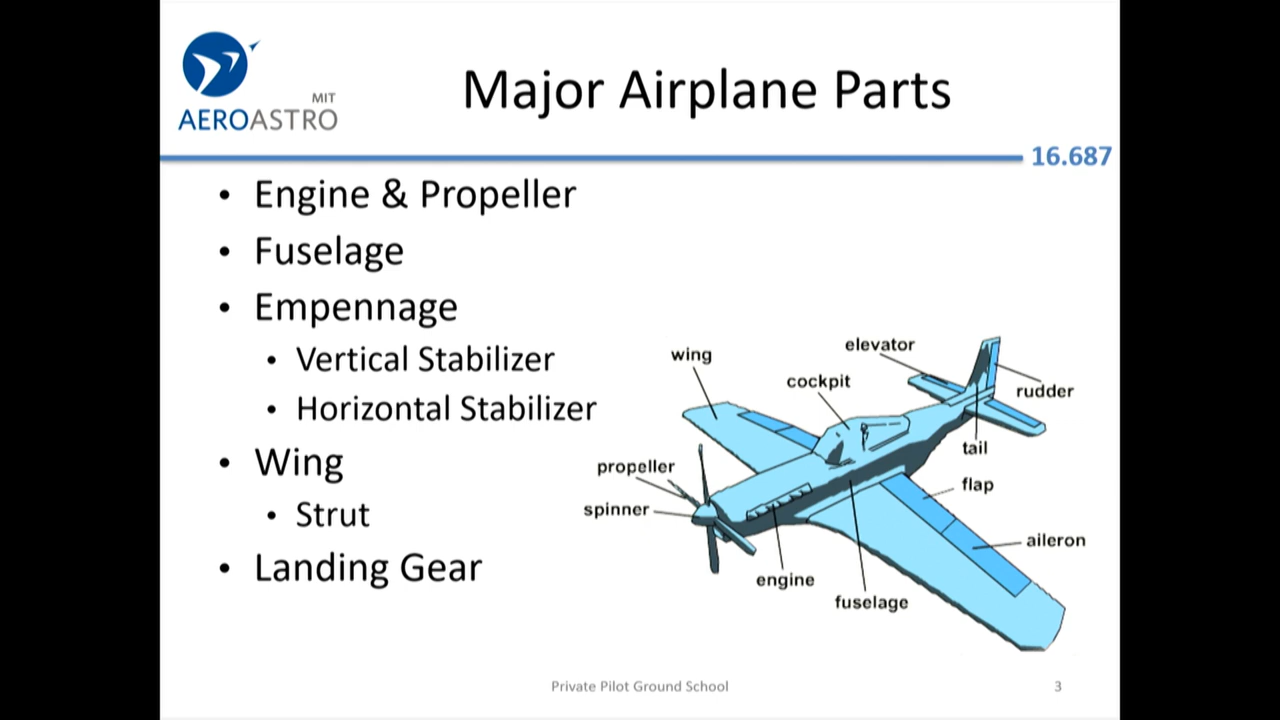 MIT
AEROASTRO
Major Airplane Parts
16.687
• Engine & Propeller
• Fuselage
• Empennage
• Vertical Stabilizer
• Horizontal Stabilizer
• Wing
• Strut
• Landing Gear
elevator
wing
cockpit
rudder
tail
propeller
flap
spinner
aileron
engine
fuselage
Private Pilot Ground School
3